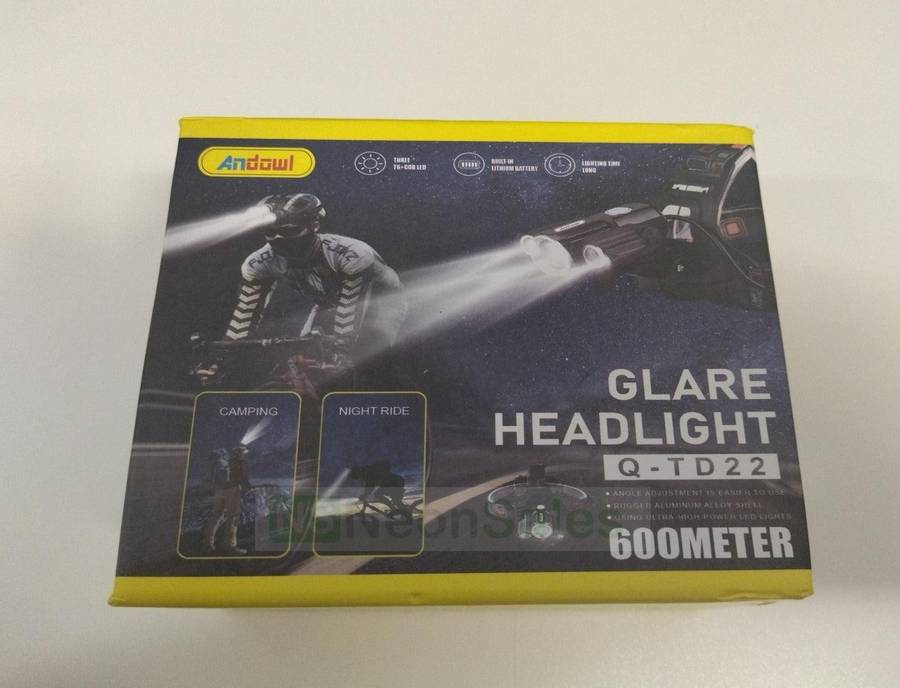 Andowl
THREE
T6+COB LED
BUILT-IN
LITHIUM BATTERY
LIGHTING TIME
LONG
GLARE
HEADLIGHT
Q-TD22
CAMPING
NIGHT RIDE
• ANGLE ADJUSTMENT IS EASIER TO USE
• RUGGED ALUMINUM ALLOY SHELL
• USING ULTRA-HIGH-POWER LED LIGHTS
600METER